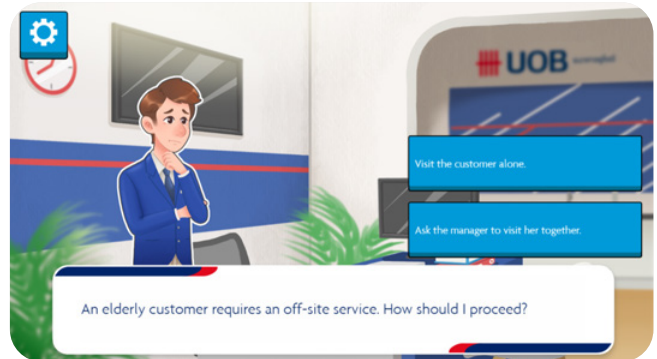 UOB
Visit the customer alone.
Ask the manager to visit her together.
An elderly customer requires an off-site service. How should I proceed?